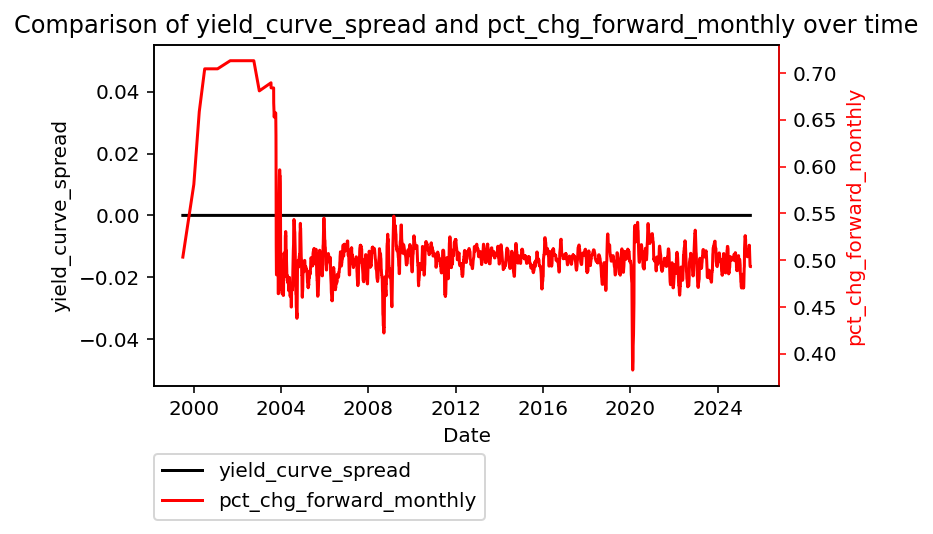 Comparison of yield_curve_spread and pct_chg_forward_monthly over time
yield_curve_spread
0.04
0.02
0.00
−0.02
−0.04
0.70
0.65
0.60
0.55
0.50
0.45
0.40
pct_chg_forward_monthly
2000 2004 2008 2012 2016 2020 2024
Date
yield_curve_spread
pct_chg_forward_monthly